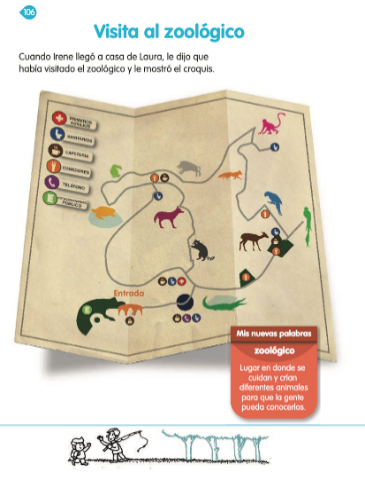 106
Visita al zoológico
Cuando Irene llegó a casa de Laura, le dijo que
había visitado el zoológico y le mostró el croquis.
PRIMEROS
AUXILIOS
SANITARIOS
CAFETERÍA
COMEDORES
TELÉFONO
PÚBLICO
Entrada
Mis nuevas palabras
zoológico
Lugar en donde se
cuidan y crían
diferentes animales
para que la gente
pueda conocerlos.